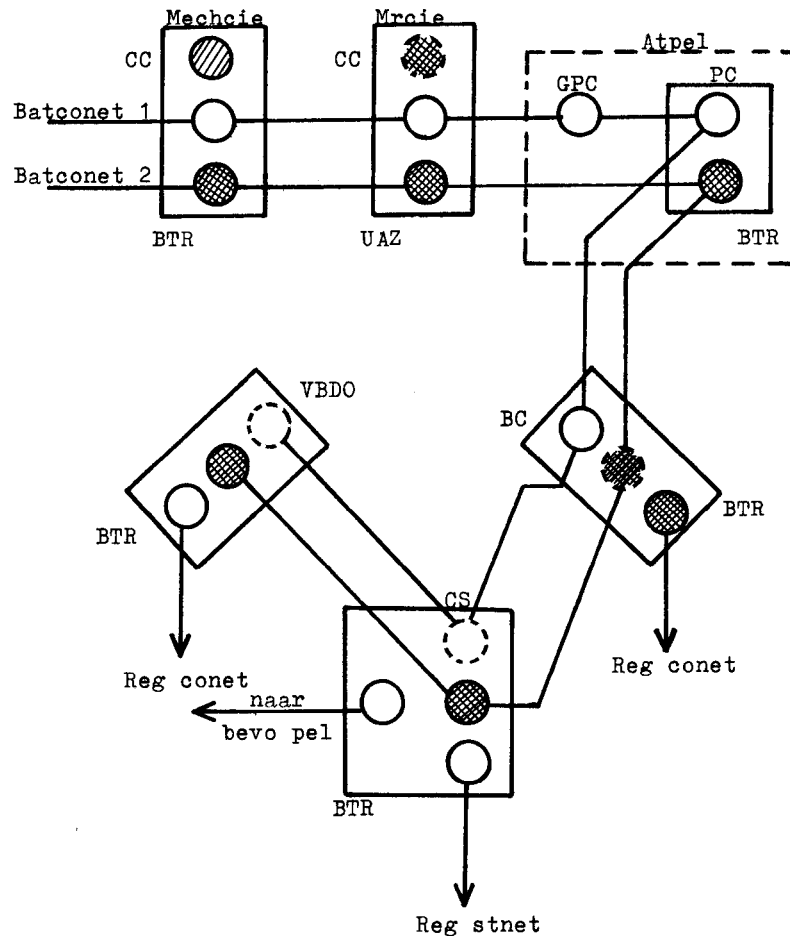 Mechcie
Mrcie
Atpel
CC
CC
GPC
PC
Batconet 1
Batconet 2
BTR
UAZ
BTR
VBDO
BC
BTR
BTR
CS
Reg conet
Reg conet
naar
bevo pel
BTR
Reg stnet